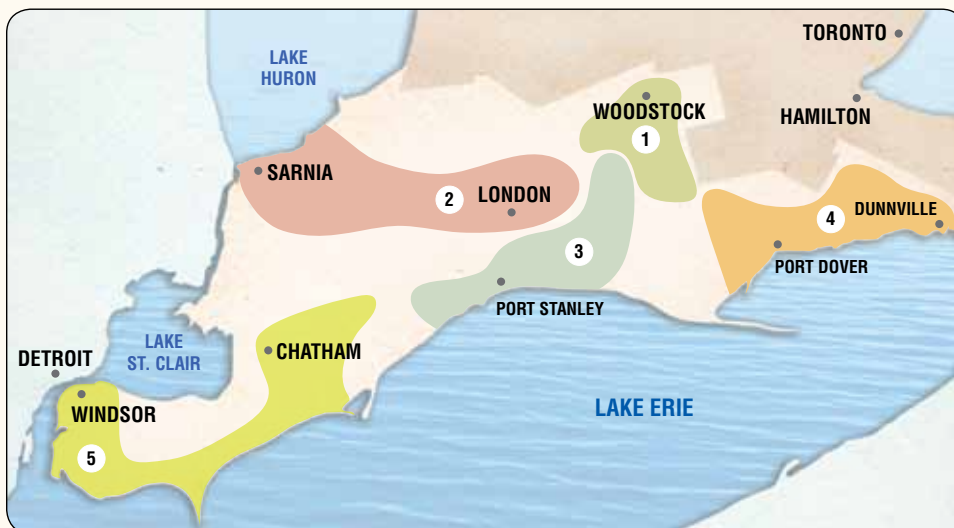 TORONTO
LAKE
HURON
WOODSTOCK
HAMILTON
1
SARNIA
2
LONDON
4
DUNNVILLE
3
PORT DOVER
PORT STANLEY
LAKE
ST. CLAIR
DETROIT
CHATHAM
WINDSOR
LAKE ERIE
5